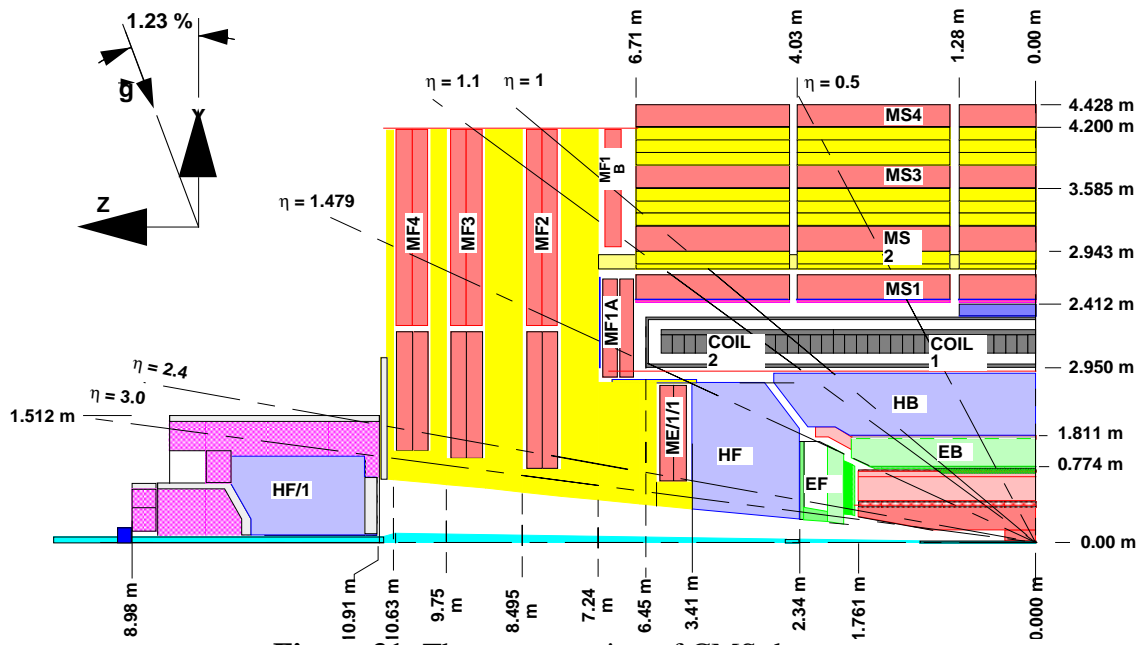 1.23 %
g
Y
Z
6.71 m
4.03 m
1.28 m
0.00 m
η = 1.1
η = 1
η = 0.5
η = 1.479
η = 2.4
η = 3.0
1.512 m
MS4
MS3
MS
2
MS1
4.428 m
4.200 m
3.585 m
2.943 m
2.412 m
2.950 m
1.811 m
0.774 m
0.00 m
MF4
MF3
MF2
MF1
B
MF1A
ME/1/1
COIL
2
COIL
1
HB
HF
EB
EF
HF/1
8.98 m
10.91 m
10.63 m
9.75
m
8.495
m
7.24
m
6.45 m
3.41 m
2.34 m
1.761 m
0.000 m